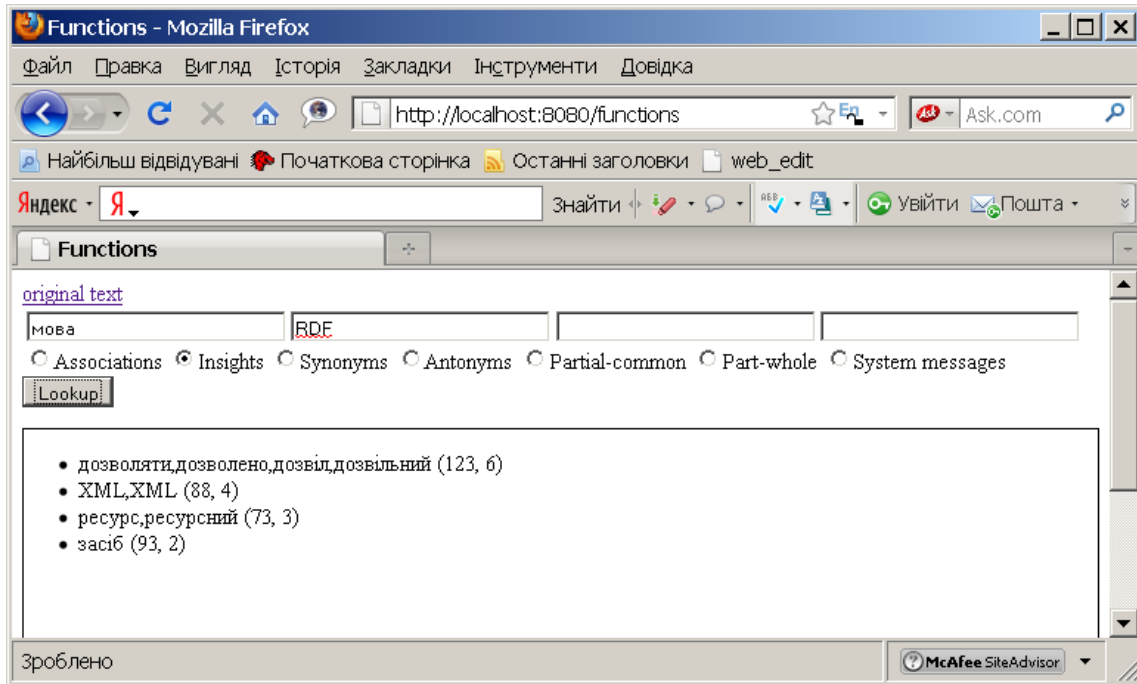 Functions - Mozilla Firefox
Файл Правка Вигляд Історія Закладки Інструменти Довідка
http://localhost:8080/functions Ask.com
Найбільш відвідувані Початкова сторінка Останні заголовки web_edit
Яндекс Я Знайти АБВ Увійти Пошта
Functions
original text
мова RDF
Associations Insights Synonyms Antonyms Partial-common Part-whole System messages
Lookup
дозволяти,дозволено,дозвіл,дозвільний (123, 6)
XML,XML (88, 4)
ресурс,ресурсний (73, 3)
засіб (93, 2)
Зроблено McAfee SiteAdvisor